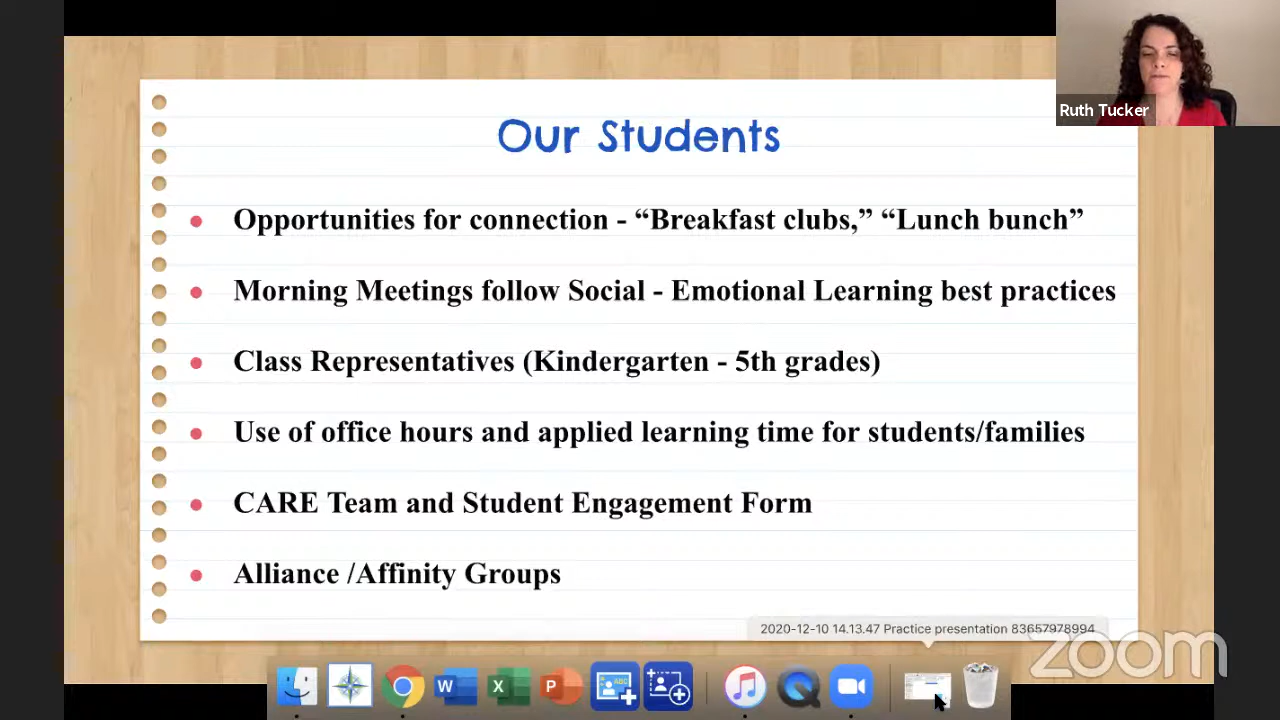 Ruth Tucker
Our Students
Opportunities for connection - “Breakfast clubs,” “Lunch bunch”
Morning Meetings follow Social - Emotional Learning best practices
Class Representatives (Kindergarten - 5th grades)
Use of office hours and applied learning time for students/families
CARE Team and Student Engagement Form
Alliance /Affinity Groups
2020-12-10 14.13.47 Practice presentation 83657978994
zoom
W
X
P
ABC